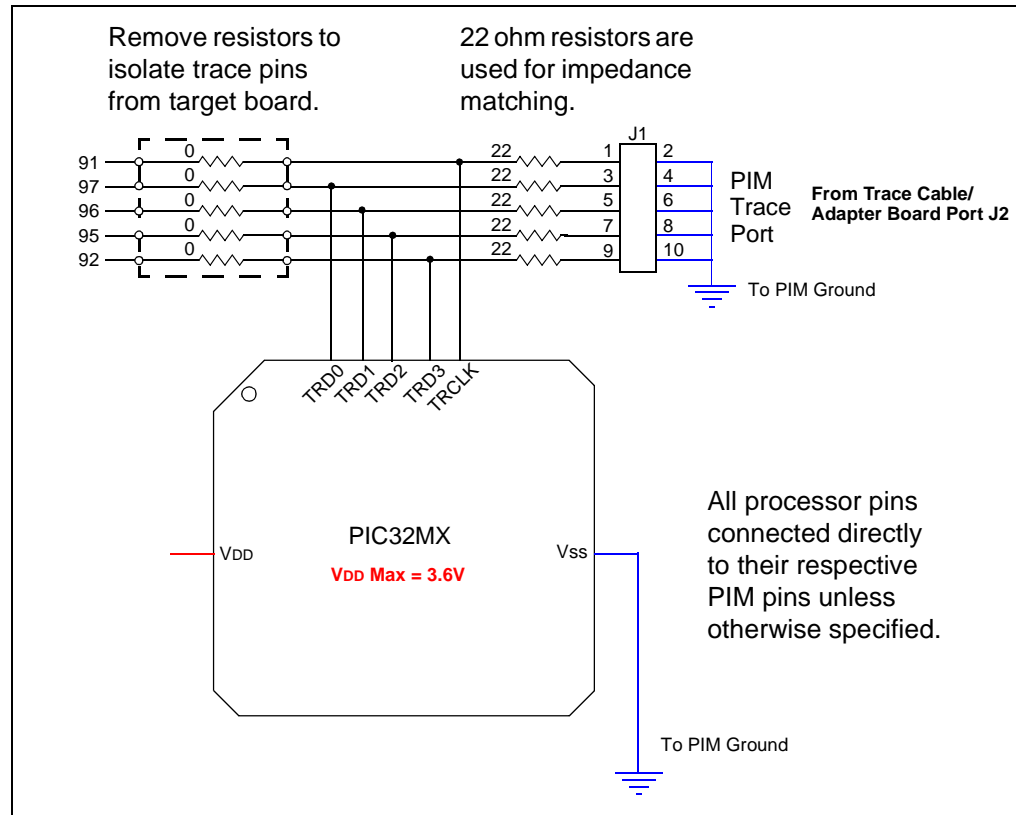 Remove resistors to
isolate trace pins
from target board.
22 ohm resistors are
used for impedance
matching.
J1
91 0 22 1 2
97 0 22 3 4
96 0 22 5 6
95 0 22 7 8
92 0 22 9 10
PIM
Trace
Port
From Trace Cable/
Adapter Board Port J2
To PIM Ground
TRD0
TRD1
TRD2
TRD3
TRCLK
PIC32MX
VDD Max = 3.6V
VDD
Vss
All processor pins
connected directly
to their respective
PIM pins unless
otherwise specified.
To PIM Ground